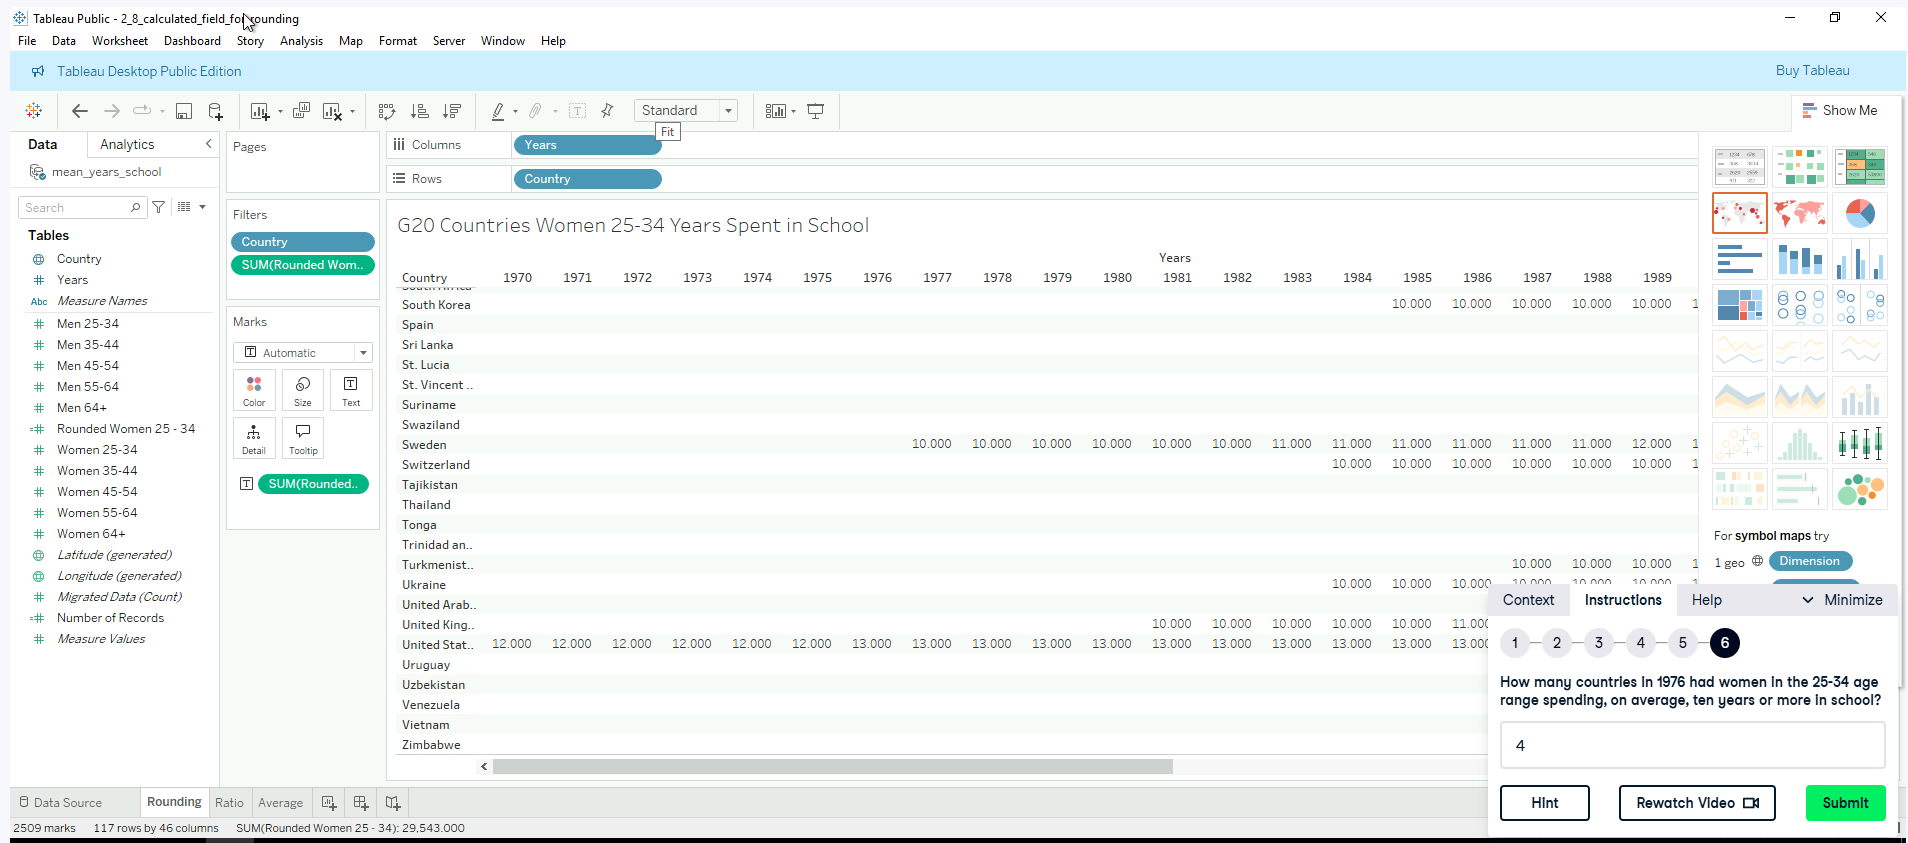 Tableau Public - 2_8_calculated_field_for_rounding
File Data Worksheet Dashboard Story Analysis Map Format Server Window Help
Tableau Desktop Public Edition
Buy Tableau
Standard
Fit
Show Me
Data
Analytics
mean_years_school
Search
Tables
Country
Years
Abc Measure Names
Men 25-34
Men 35-44
Men 45-54
Men 55-64
Men 64+
Rounded Women 25 - 34
Women 25-34
Women 35-44
Women 45-54
Women 55-64
Women 64+
Latitude (generated)
Longitude (generated)
Migrated Data (Count)
Number of Records
Measure Values
Pages
Filters
Country
SUM(Rounded Wom..
Marks
Automatic
Color
Size
Text
Detail
Tooltip
SUM(Rounded..
Columns
Years
Rows
Country
G20 Countries Women 25-34 Years Spent in School
Years
Country 1970 1971 1972 1973 1974 1975 1976 1977 1978 1979 1980 1981 1982 1983 1984 1985 1986 1987 1988 1989
South Korea 10.000 10.000 10.000 10.000 10.000 1
Spain
Sri Lanka
St. Lucia
St. Vincent ..
Suriname
Swaziland
Sweden 10.000 10.000 10.000 10.000 10.000 10.000 11.000 11.000 11.000 11.000 11.000 11.000 12.000 1
Switzerland 10.000 10.000 10.000 10.000 10.000 10.000 1
Tajikistan
Thailand
Tonga
Trinidad an..
Turkmenist.. 10.000 10.000 10.000 1
Ukraine 10.000 10.000 10.000
United Arab..
United King.. 10.000 10.000 10.000 10.000 10.000 11.000
United Stat.. 12.000 12.000 12.000 12.000 12.000 12.000 13.000 13.000 13.000 13.000 13.000 13.000 13.000 13.000 13.000 13.000 13.000
Uruguay
Uzbekistan
Venezuela
Vietnam
Zimbabwe
For symbol maps try
1 geo Dimension
Context
Instructions
Help
Minimize
1 2 3 4 5 6
How many countries in 1976 had women in the 25-34 age
range spending, on average, ten years or more in school?
4
Hint
Rewatch Video
Submit
Data Source
Rounding
Ratio
Average
2509 marks 117 rows by 46 columns SUM(Rounded Women 25 - 34): 29,543.000